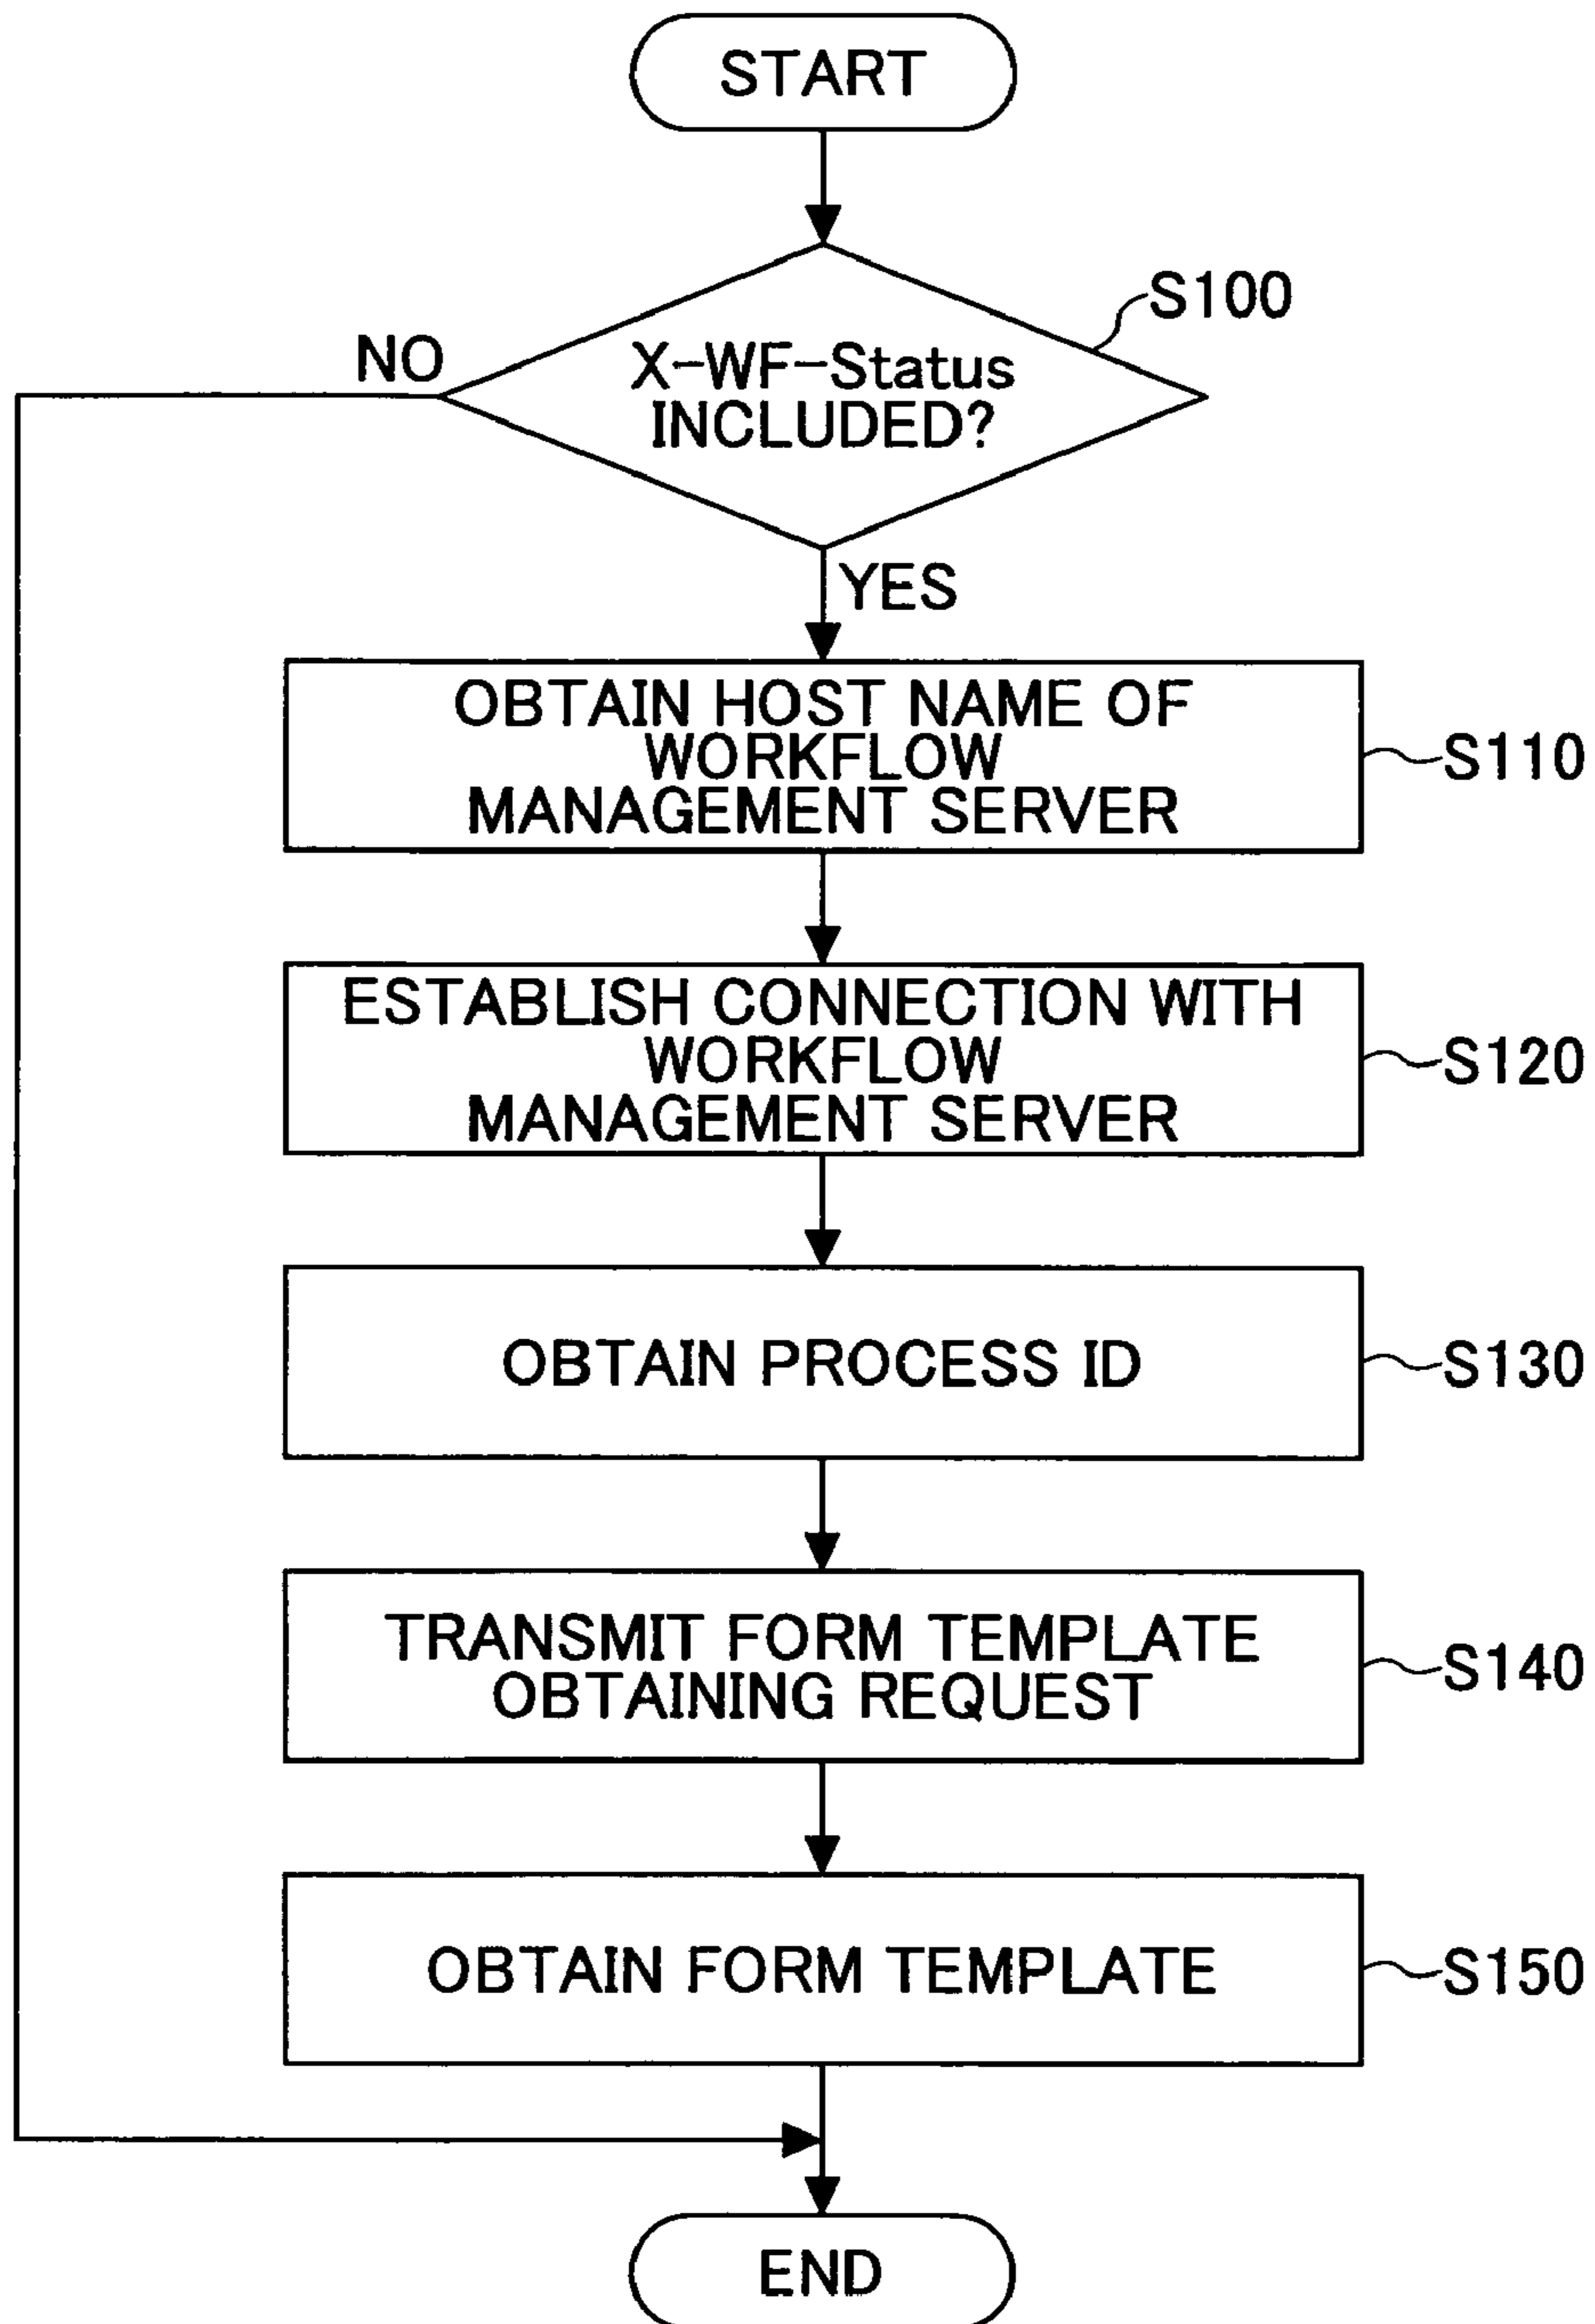 START
S100
NO
X-WF-Status
INCLUDED?
YES
OBTAIN HOST NAME OF
WORKFLOW
MANAGEMENT SERVER
S110
ESTABLISH CONNECTION WITH
WORKFLOW
MANAGEMENT SERVER
S120
OBTAIN PROCESS ID
S130
TRANSMIT FORM TEMPLATE
OBTAINING REQUEST
S140
OBTAIN FORM TEMPLATE
S150
END